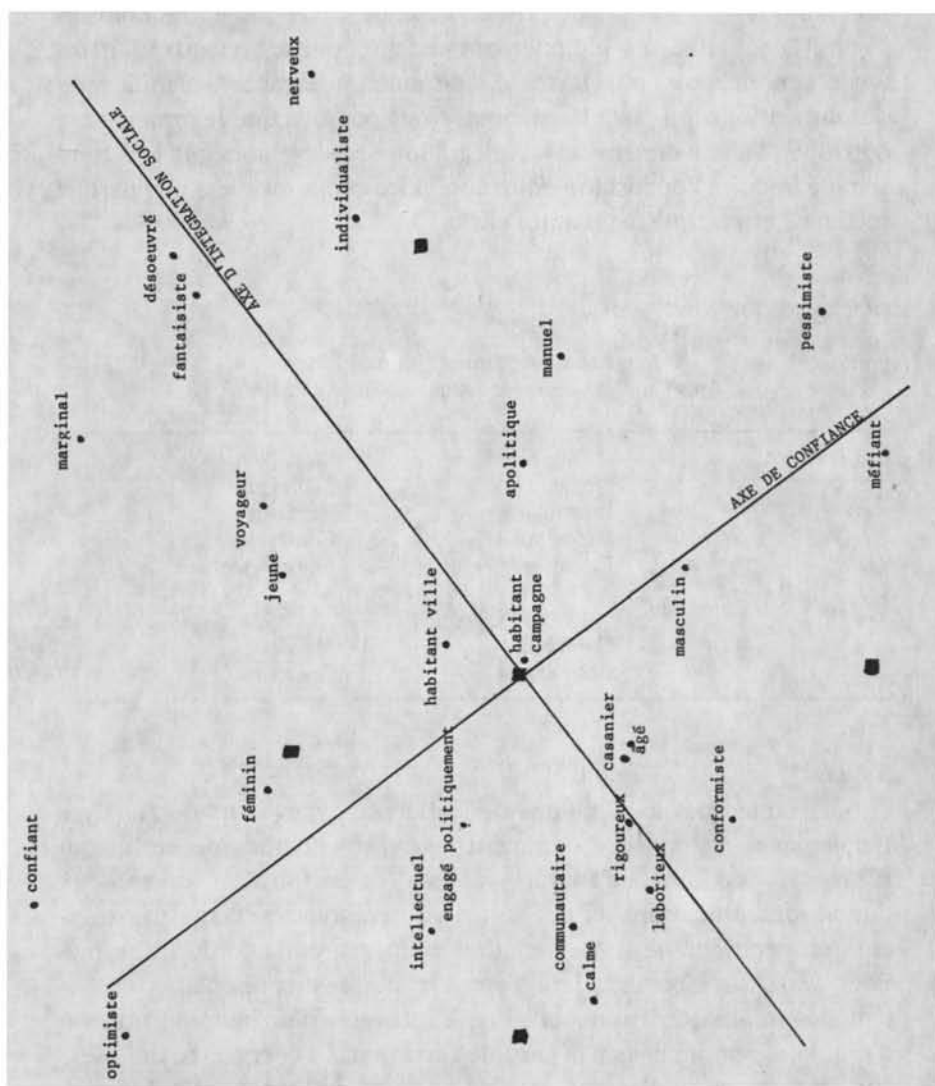 nerveux
AXE D'INTEGRATION SOCIALE
individualiste
désoeuvré
fantaisiste
pessimiste
manuel
marginal
apolitique
AXE DE CONFIANCE
méfiant
voyageur
jeune
habitant ville
habitant
campagne
masculin
féminin
engagé politiquement
casanier
agé
confiant
intellectuel
communautaire
rigoureux
laborieux
conformiste
calme
optimiste